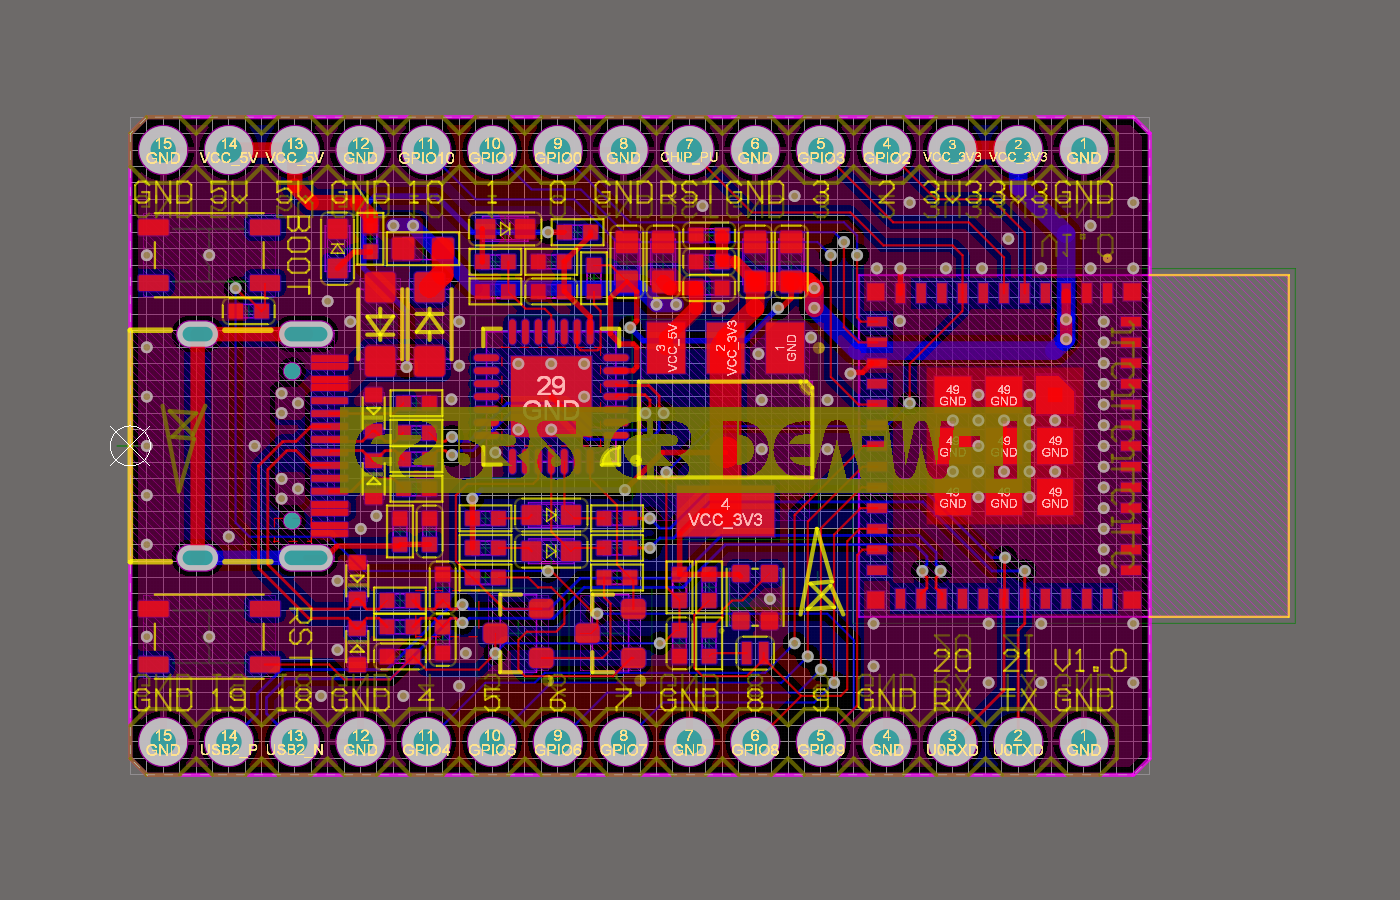 15 14 13 12 11 10 9 8 7 6 5 4 3 2 1
GND VCC_5V VCC_5V GND GPIO10 GPIO1 GPIO0 GND CHIP_PU GND GPIO3 GPIO2 VCC_3V3 VCC_3V3 GND
GND 5V 5V GND 10 1 0 GND RST GND 3 2 3V3 3V3 GND
BOOT
3 VCC_5V
2 VCC_3V3
1 GND
29
GND
49 GND 49 GND
49 GND 49 GND 49 GND
49 GND 49 GND 49 GND
4
VCC_3V3
RST
20 21 V1.0
GND 19 18 GND 4 5 6 7 GND 8 9 GND RX TX GND
15 14 13 12 11 10 9 8 7 6 5 4 3 2 1
GND USB2_P USB2_N GND GPIO4 GPIO5 GPIO6 GPIO7 GND GPIO8 GPIO9 GND U0RXD U0TXD GND